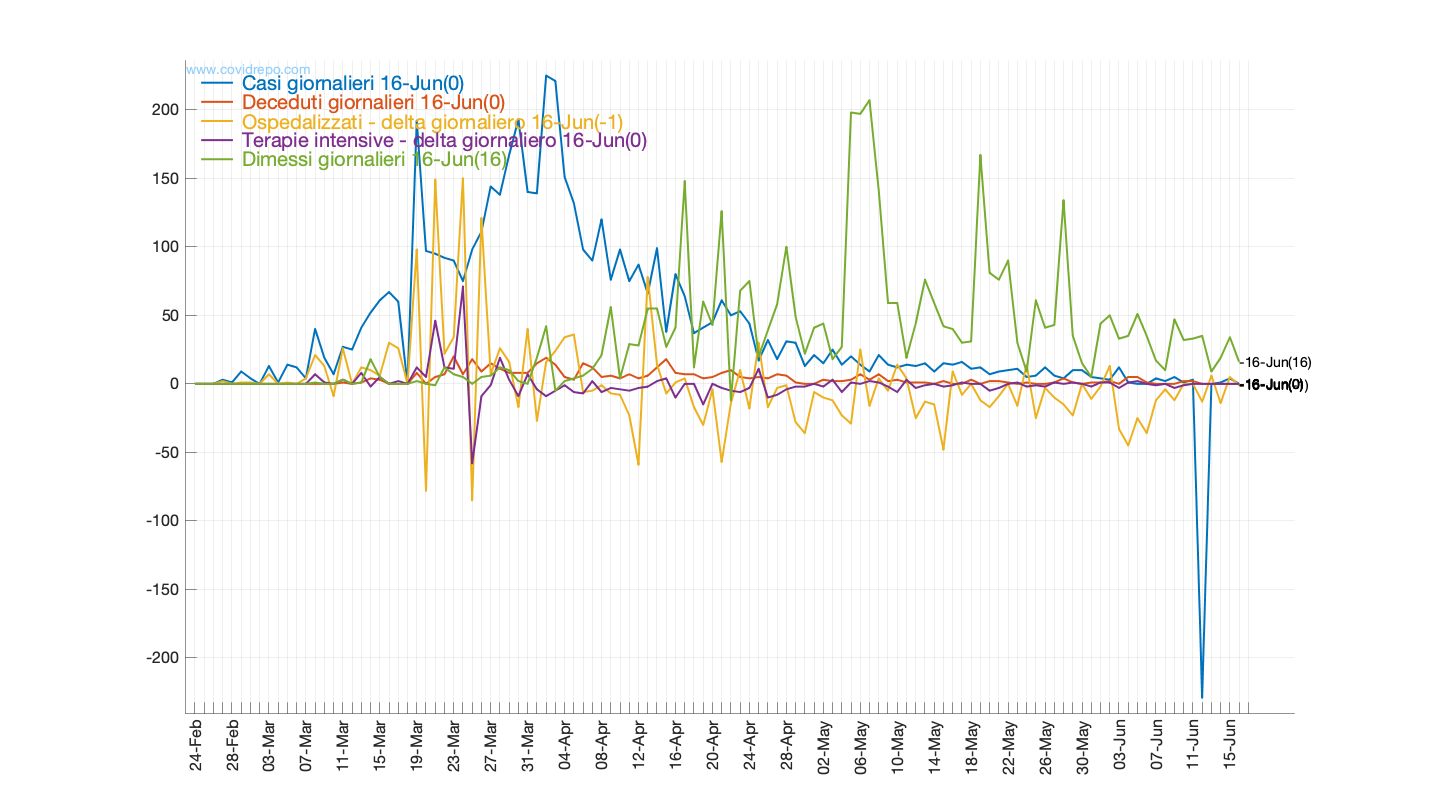 www.covidrepo.com
Casi giornalieri 16-Jun(0)
Deceduti giornalieri 16-Jun(0)
Ospedalizzati - delta giornaliero 16-Jun(-1)
Terapie intensive - delta giornaliero 16-Jun(0)
Dimessi giornalieri 16-Jun(16)
200
150
100
50
0
-50
-100
-150
-200
16-Jun(16)
16-Jun(0)
24-Feb
28-Feb
03-Mar
07-Mar
11-Mar
15-Mar
19-Mar
23-Mar
27-Mar
31-Mar
04-Apr
08-Apr
12-Apr
16-Apr
20-Apr
24-Apr
28-Apr
02-May
06-May
10-May
14-May
18-May
22-May
26-May
30-May
03-Jun
07-Jun
11-Jun
15-Jun